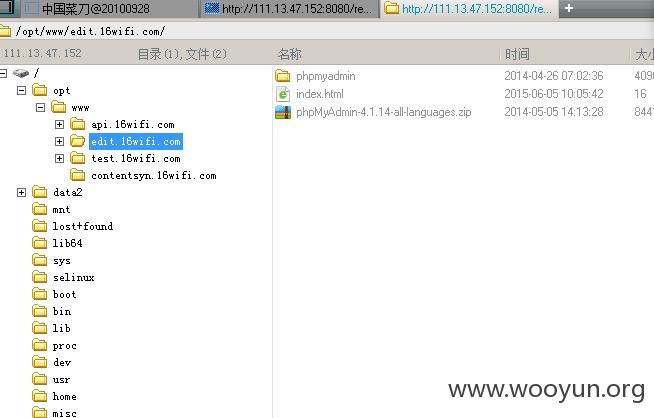 中国菜刀@20100928 http://111.13.47.152:8080/re... http://111.13.47.152:8080/re... +
/opt/www/edit.16wifi.com/
111.13.47.152 目录(1),文件(2) 名称 时间 大小
/
opt
www
api.16wifi.com
edit.16wifi.com
test.16wifi.com
contentsyn.16wifi.com
data2
mnt
lost+found
lib64
sys
selinux
boot
bin
lib
proc
dev
usr
home
misc
phpmyadmin 2014-04-26 07:02:36 4096
index.html 2015-06-05 10:05:42 16
phpMyAdmin-4.1.14-all-languages.zip 2014-05-05 14:13:28 844
www.wooyun.org